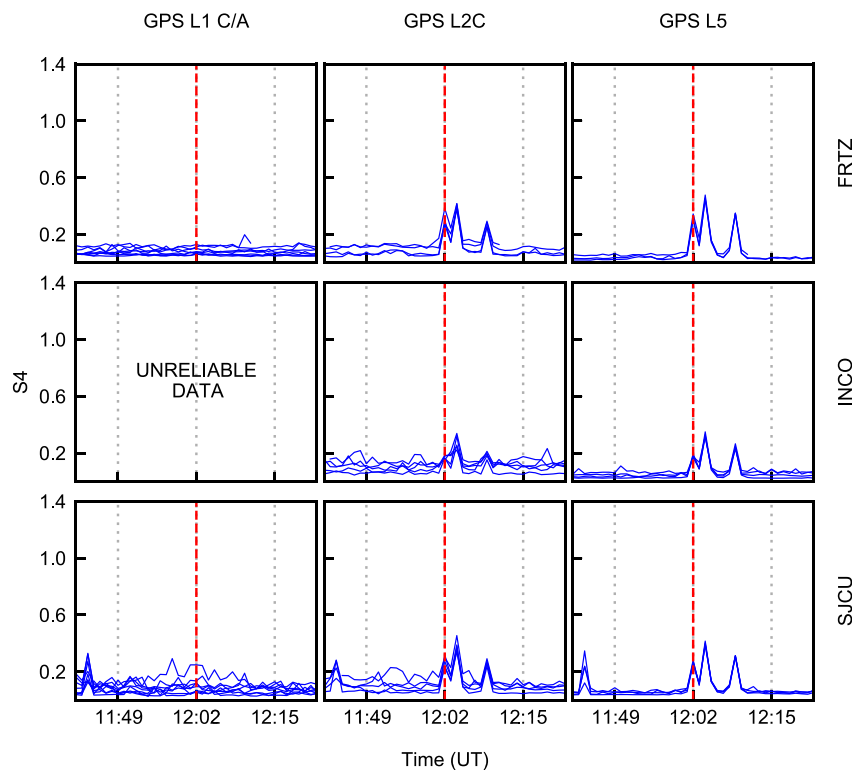 GPS L1 C/A GPS L2C GPS L5
1.4
1.0
0.6
0.2
FRTZ
1.4
1.0
0.6
0.2
S4
UNRELIABLE
DATA
INCO
1.4
1.0
0.6
0.2
SJCU
11:49 12:02 12:15 11:49 12:02 12:15 11:49 12:02 12:15
Time (UT)